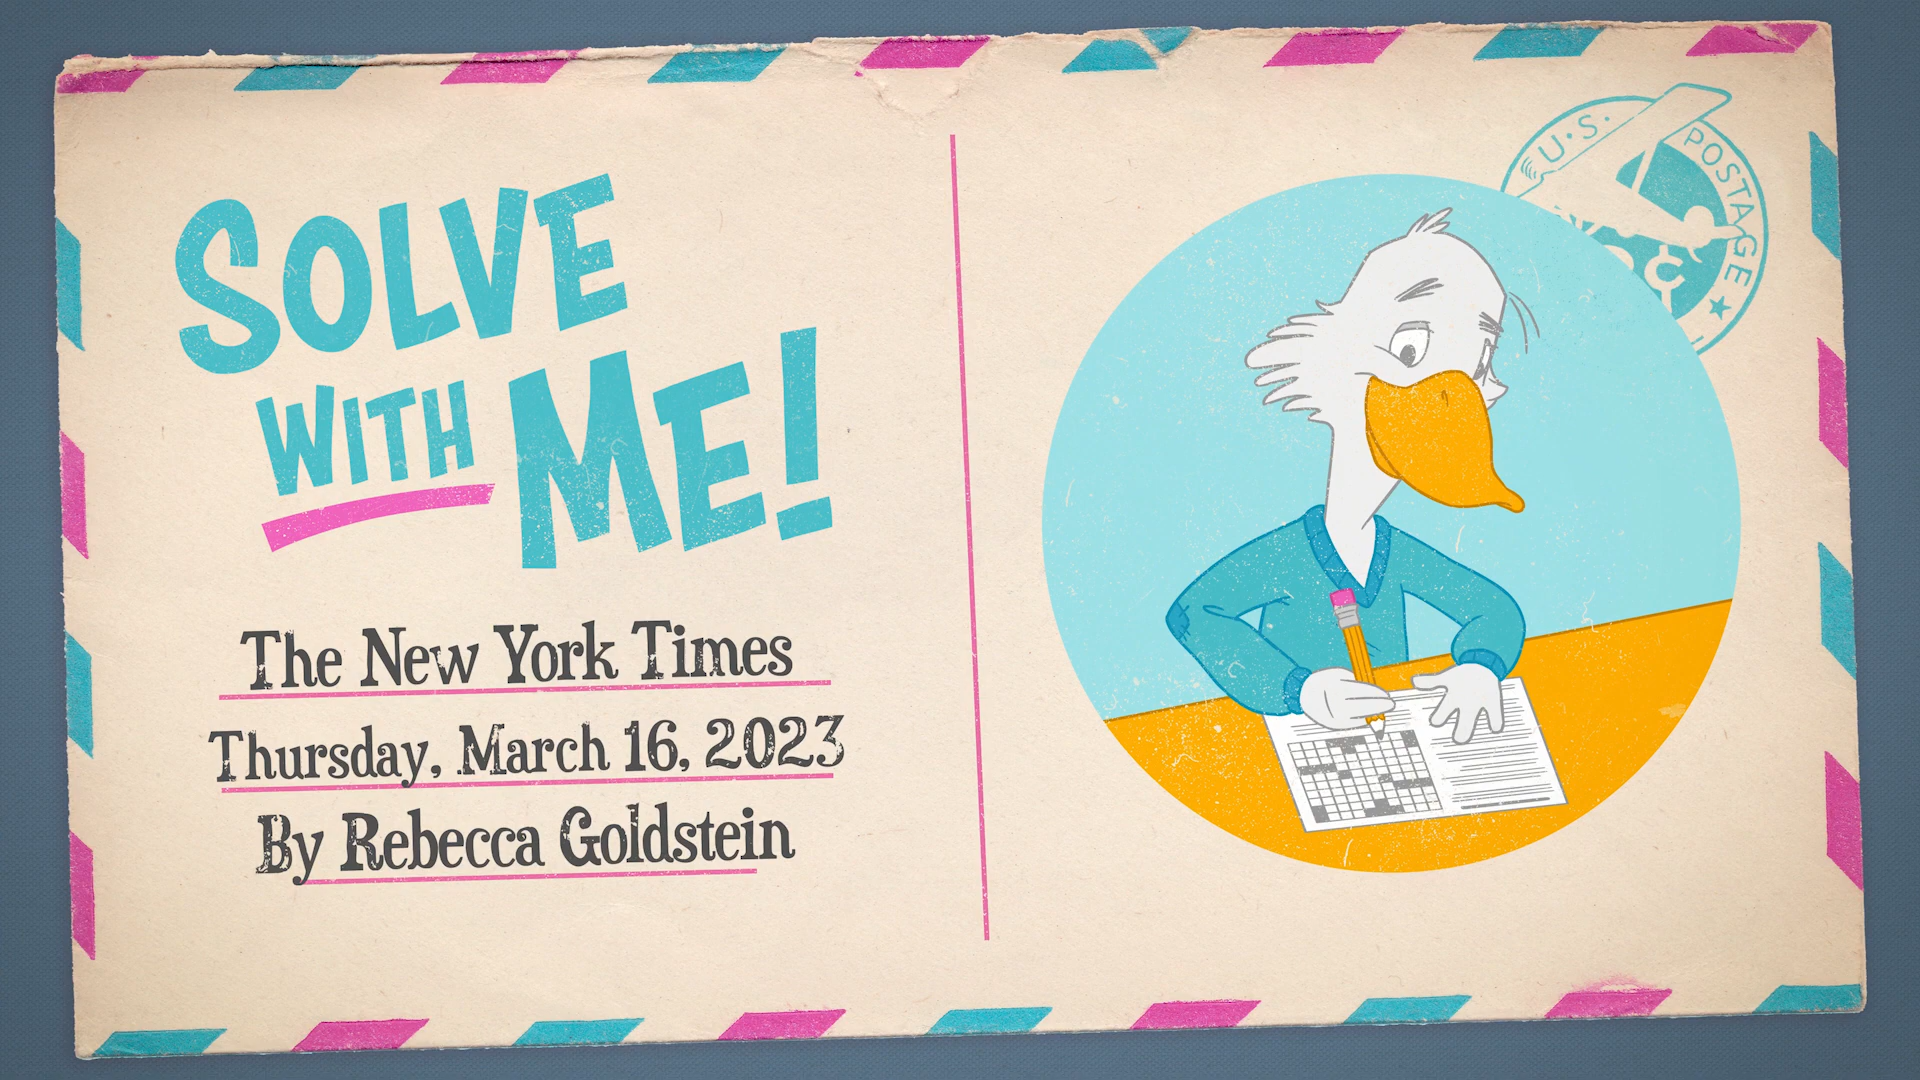 SOLVE
WITH ME!
The New York Times
Thursday, March 16, 2023
By Rebecca Goldstein
U.S. POSTAGE